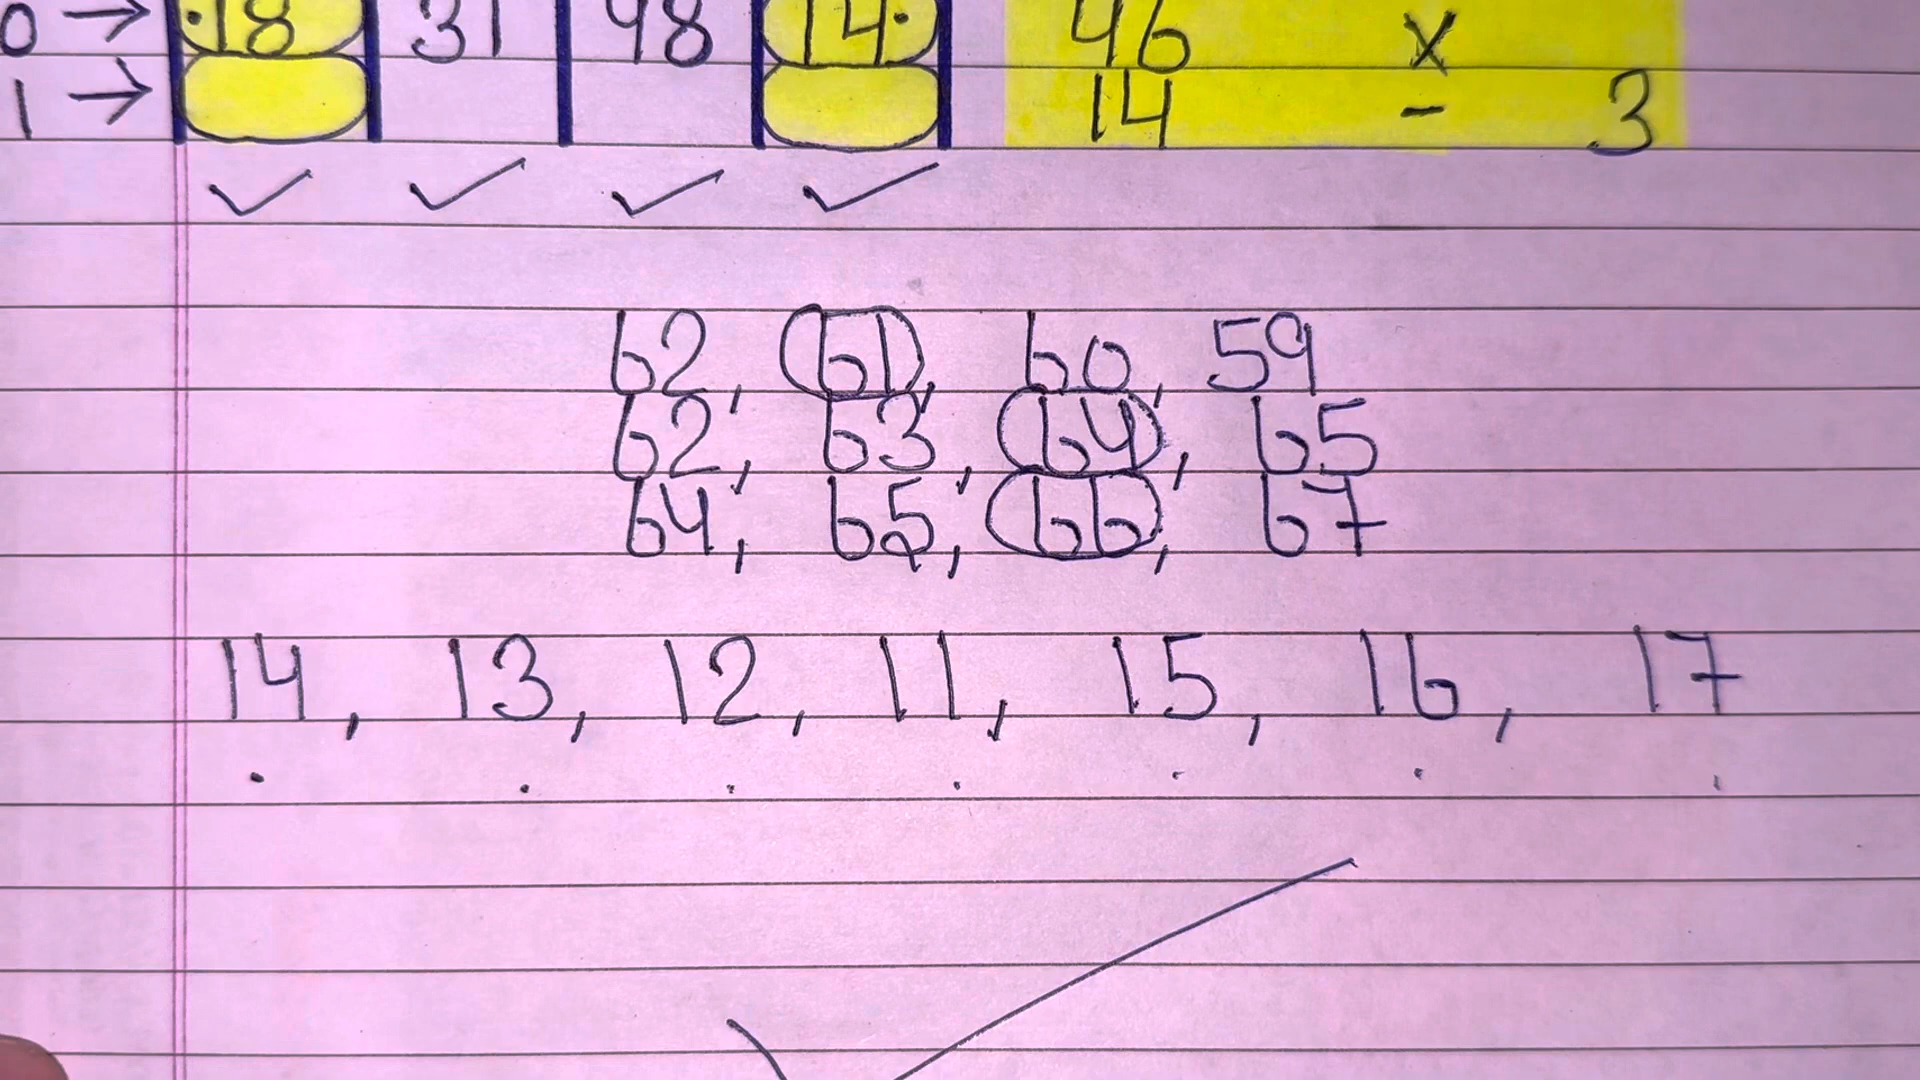 0 → 18 31 98 14 46 x
1 → 14 - 3
62, 61, 60, 59
62, 63, 64, 65
64, 65, 66, 67
14, 13, 12, 11, 15, 16, 17